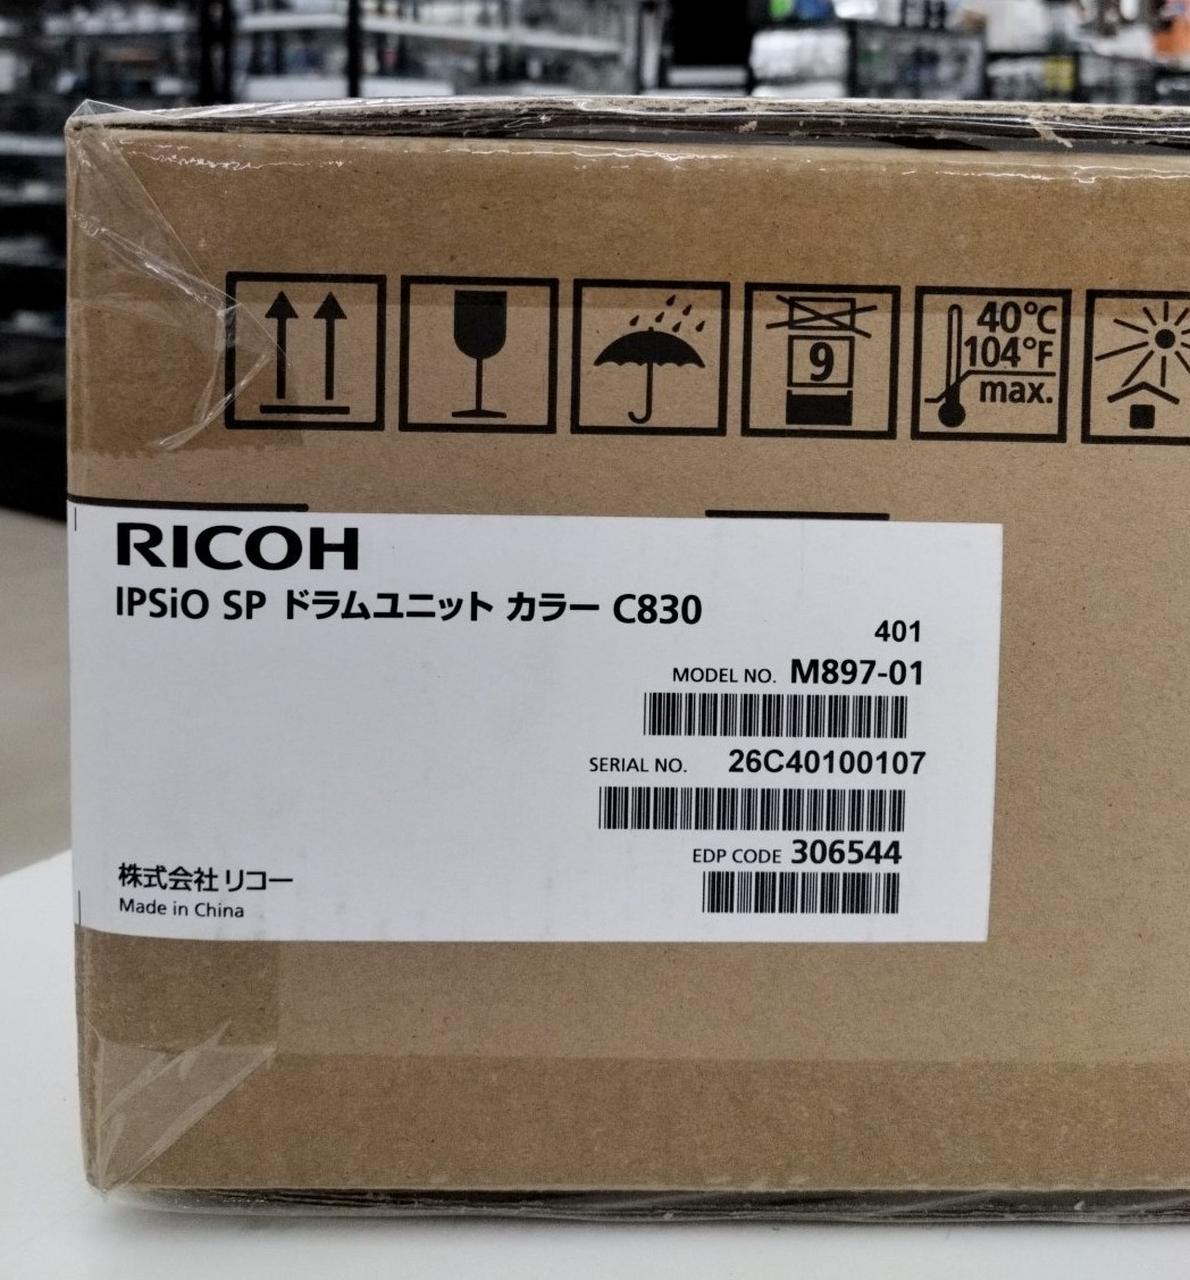 9
40°C
104°F
max.
RICOH
IPSiO SP ドラムユニット カラー C830
401
MODEL NO. M897-01
SERIAL NO. 26C40100107
EDP CODE 306544
株式会社リコー
Made in China